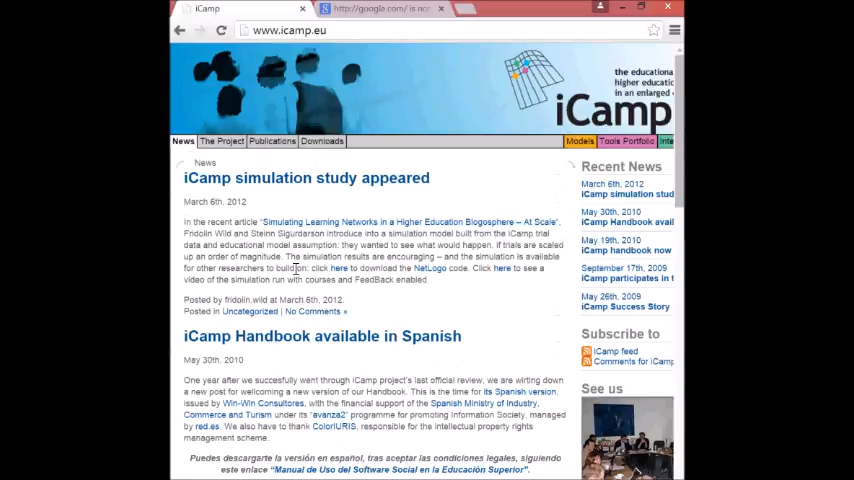 iCamp
http://google.com/ is not
www.icamp.eu
the educational
higher educatio
in an enlarged
iCamp
News
The Project
Publications
Downloads
Models
Tools Portfolio
Inte
News
iCamp simulation study appeared
March 6th, 2012
In the recent article "Simulating Learning Networks in a Higher Education Blogosphere – At Scale",
Fridolin Wild and Steinn Sigurdarson introduce into a simulation model built from the iCamp trial
data and educational model assumption: they wanted to see what would happen, if trials are scaled
up an order of magnitude. The simulation results are encouraging – and the simulation is available
for other researchers to build on: click here to download the NetLogo code. Click here to see a
video of the simulation run with courses and FeedBack enabled.
Posted by fridolin.wild at March 6th, 2012.
Posted in Uncategorized | No Comments »
iCamp Handbook available in Spanish
May 30th, 2010
One year after we succesfully went through iCamp project's last official review, we are wirting down
a new post for wellcoming a new version of our Handbook. This is the time for its Spanish version,
issued by Win-Win Consultores, with the financial support of the Spanish Ministry of Industry,
Commerce and Turism under its "avanza2" programme for promoting Information Society, managed
by red.es. We also have to thank ColorIURIS, responsible for the intellectual property rights
management scheme.
Puedes descargarte la versión en español, tras aceptar las condiciones legales, siguiendo
este enlace "Manual de Uso del Software Social en la Educación Superior".
Recent News
March 6th, 2012
iCamp simulation stud
May 30th, 2010
iCamp Handbook avail
May 19th, 2010
iCamp handbook now
September 17th, 2009
iCamp participates in t
May 26th, 2009
iCamp Success Story
Subscribe to
iCamp feed
Comments for iCamp
See us